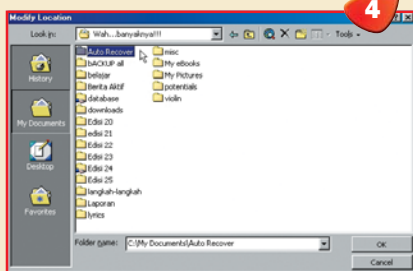 4
Modify Location
Look in: Wah...banyaknya!!! Tools
History
My Documents
Desktop
Favorites
Auto Recover
bACKUP all
belajar
Berita Aktif
database
downloads
Edisi 20
edisi 21
Edisi 22
Edisi 23
Edisi 24
Edisi 25
langkah-langkah
Laporan
lyrics
misc
My eBooks
My Pictures
potentials
violin
Folder name: C:\My Documents\Auto Recover
OK
Cancel